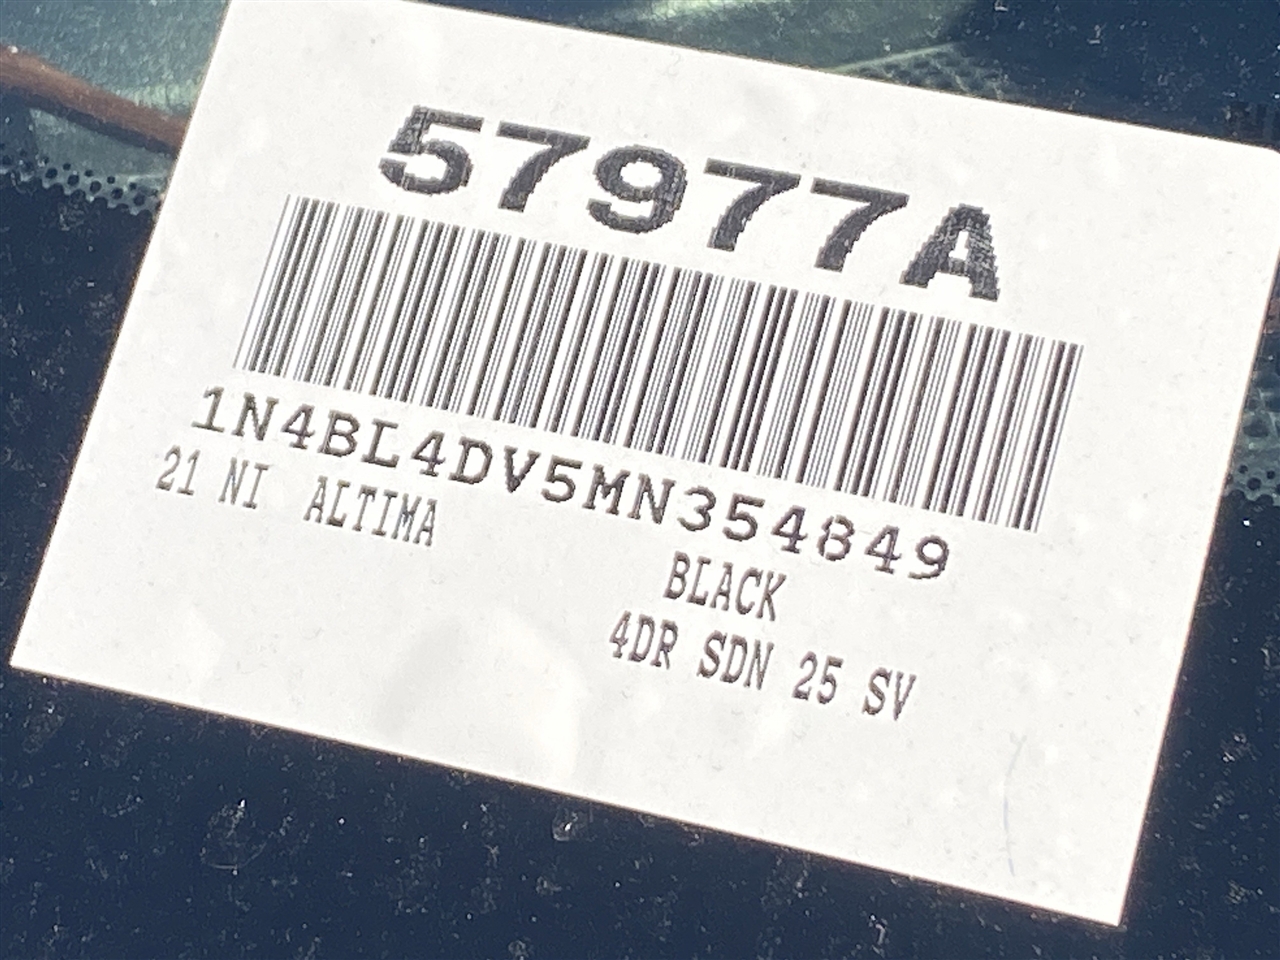 57977A
1N4BL4DV5MN354849
21 NI ALTIMA
BLACK
4DR SDN 25 SV